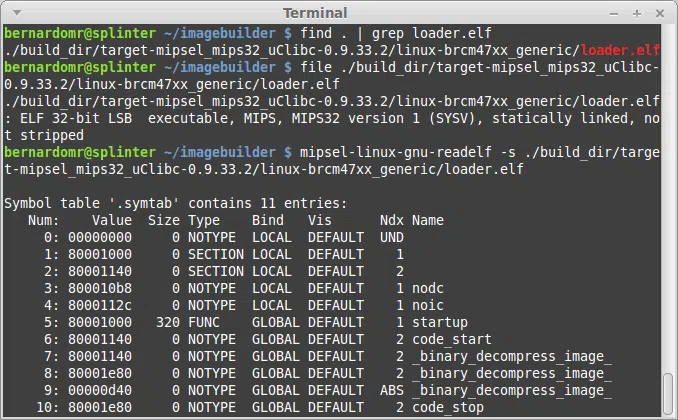 Terminal
bernardomr@splinter ~/imagebuilder $ find . | grep loader.elf
./build_dir/target-mipsel_mips32_uClibc-0.9.33.2/linux-brcm47xx_generic/loader.elf
bernardomr@splinter ~/imagebuilder $ file ./build_dir/target-mipsel_mips32_uClibc-
0.9.33.2/linux-brcm47xx_generic/loader.elf
./build_dir/target-mipsel_mips32_uClibc-0.9.33.2/linux-brcm47xx_generic/loader.elf
: ELF 32-bit LSB  executable, MIPS, MIPS32 version 1 (SYSV), statically linked, no
t stripped
bernardomr@splinter ~/imagebuilder $ mipsel-linux-gnu-readelf -s ./build_dir/targe
t-mipsel_mips32_uClibc-0.9.33.2/linux-brcm47xx_generic/loader.elf
Symbol table '.symtab' contains 11 entries:
   Num:    Value  Size Type    Bind   Vis      Ndx Name
     0: 00000000     0 NOTYPE  LOCAL  DEFAULT  UND
     1: 80001000     0 SECTION LOCAL  DEFAULT    1
     2: 80001140     0 SECTION LOCAL  DEFAULT    2
     3: 800010b8     0 NOTYPE  LOCAL  DEFAULT    1 nodc
     4: 8000112c     0 NOTYPE  LOCAL  DEFAULT    1 noic
     5: 80001000   320 FUNC    GLOBAL DEFAULT    1 startup
     6: 80001140     0 NOTYPE  GLOBAL DEFAULT    2 code_start
     7: 80001140     0 NOTYPE  GLOBAL DEFAULT    2 _binary_decompress_image_
     8: 80001e80     0 NOTYPE  GLOBAL DEFAULT    2 _binary_decompress_image_
     9: 00000d40     0 NOTYPE  GLOBAL DEFAULT  ABS _binary_decompress_image_
    10: 80001e80     0 NOTYPE  GLOBAL DEFAULT    2 code_stop